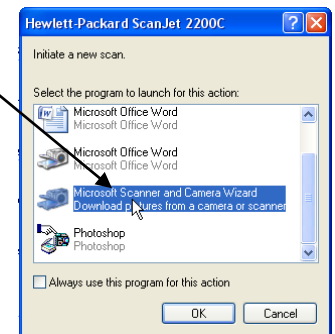 Hewlett-Packard ScanJet 2200C
Initiate a new scan.
Select the program to launch for this action:
Microsoft Office Word
Microsoft Office Word
Microsoft Office Word
Microsoft Office Word
Microsoft Scanner and Camera Wizard
Download pictures from a camera or scanner
Photoshop
Photoshop
Always use this program for this action
OK Cancel